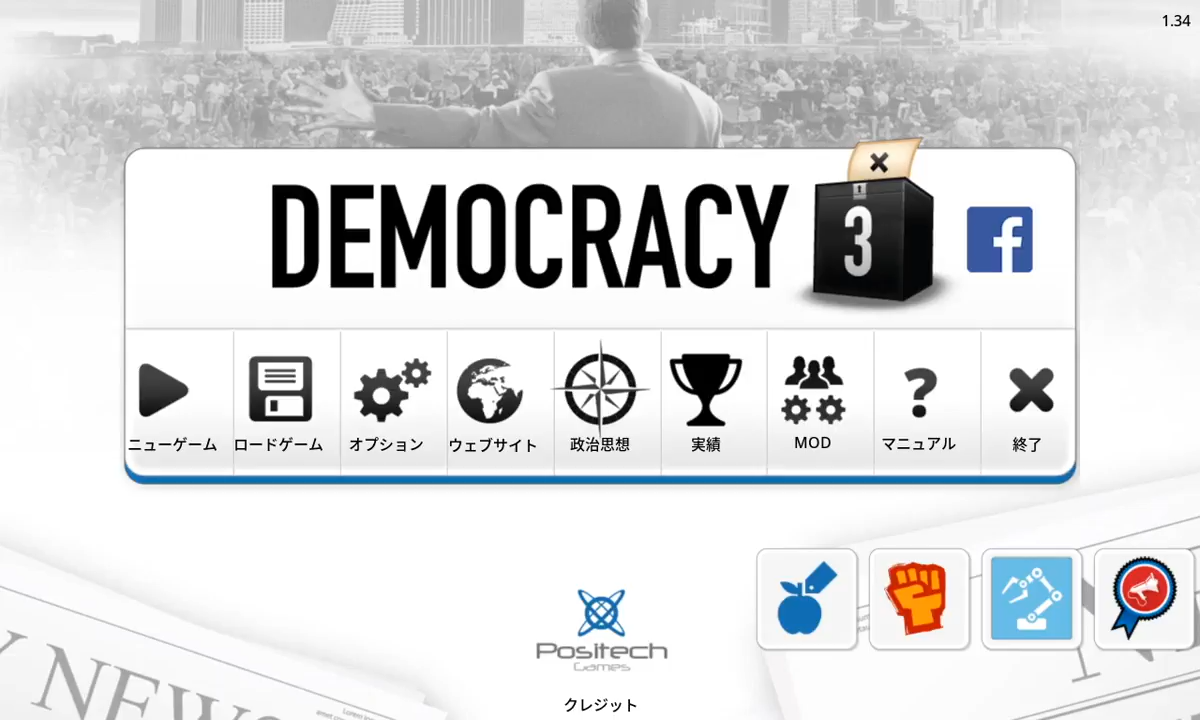 1.34
DEMOCRACY 3
ニューゲーム
ロードゲーム
オプション
ウェブサイト
政治思想
実績
MOD
マニュアル
終了
Positech
Games
クレジット
NEWS